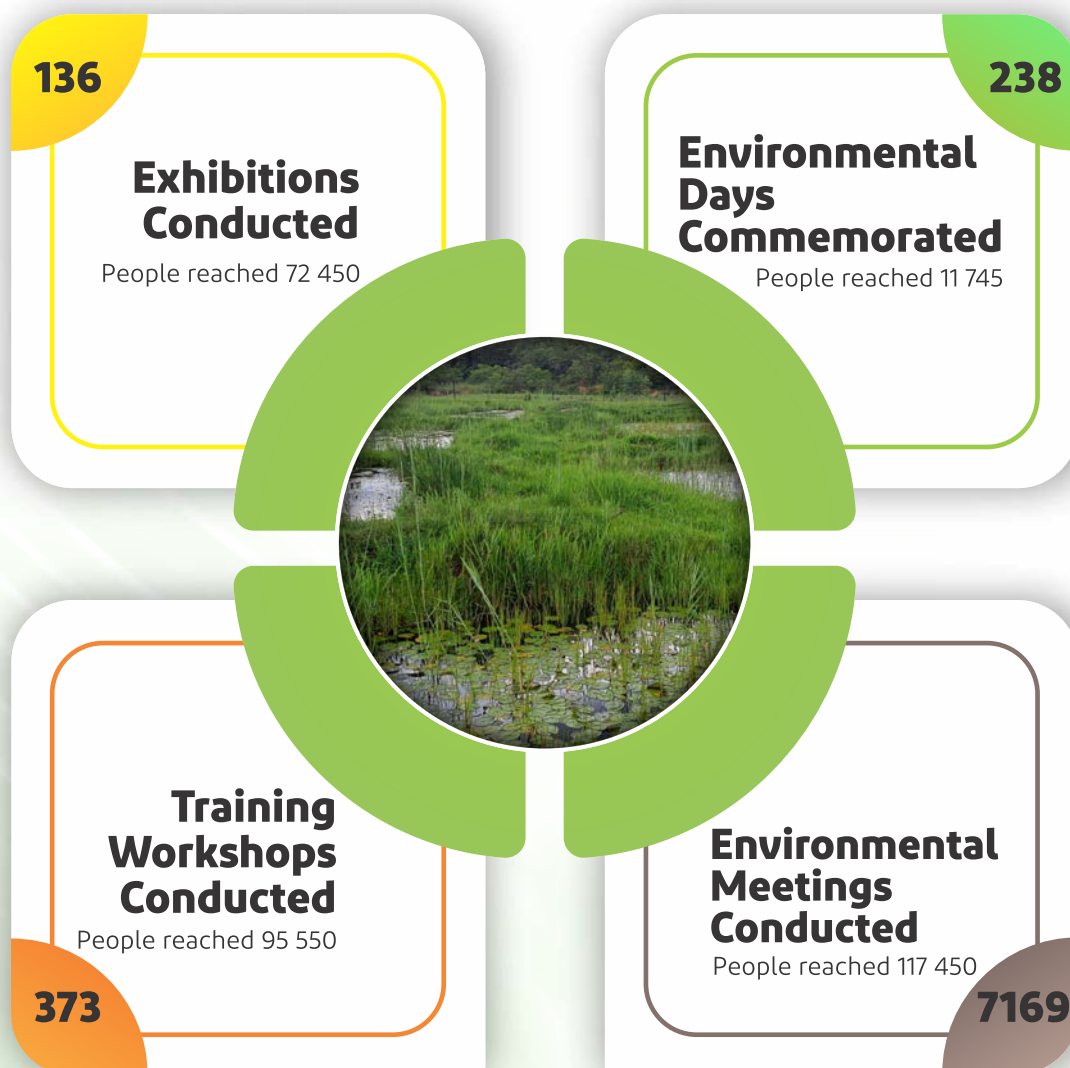 136
Exhibitions
Conducted
People reached 72 450
238
Environmental
Days
Commemorated
People reached 11 745
Training
Workshops
Conducted
People reached 95 550
373
Environmental
Meetings
Conducted
People reached 117 450
7169